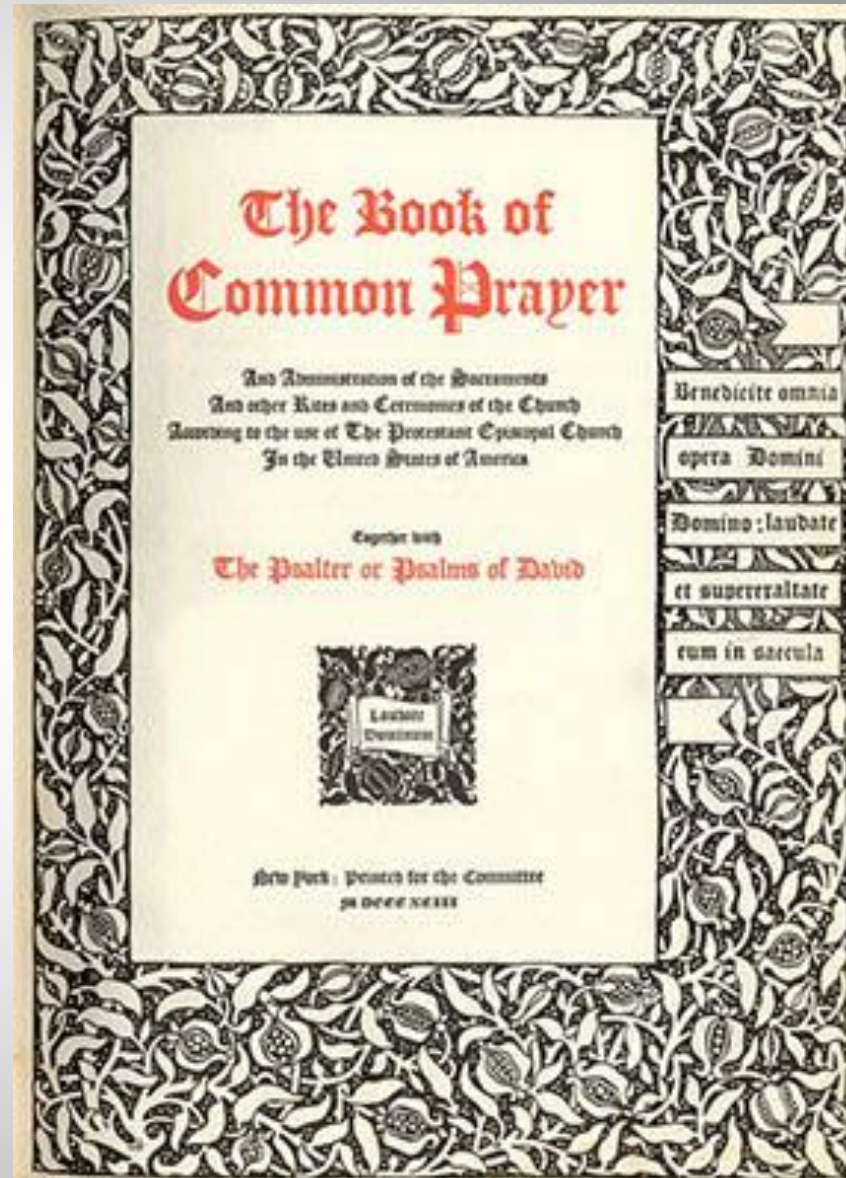 The Book of
Common Prayer
And Administration of the Sacraments
And other Rites and Ceremonies of the Church
According to the use of The Protestant Episcopal Church
In the United States of America
Together with
The Psalter or Psalms of David
Laudate
Dominum
New York: Printed for the Committee
M DCCC XCIII
Benedicite omnia
opera Domini
Domino; laudate
et superexaltate
eum in saecula